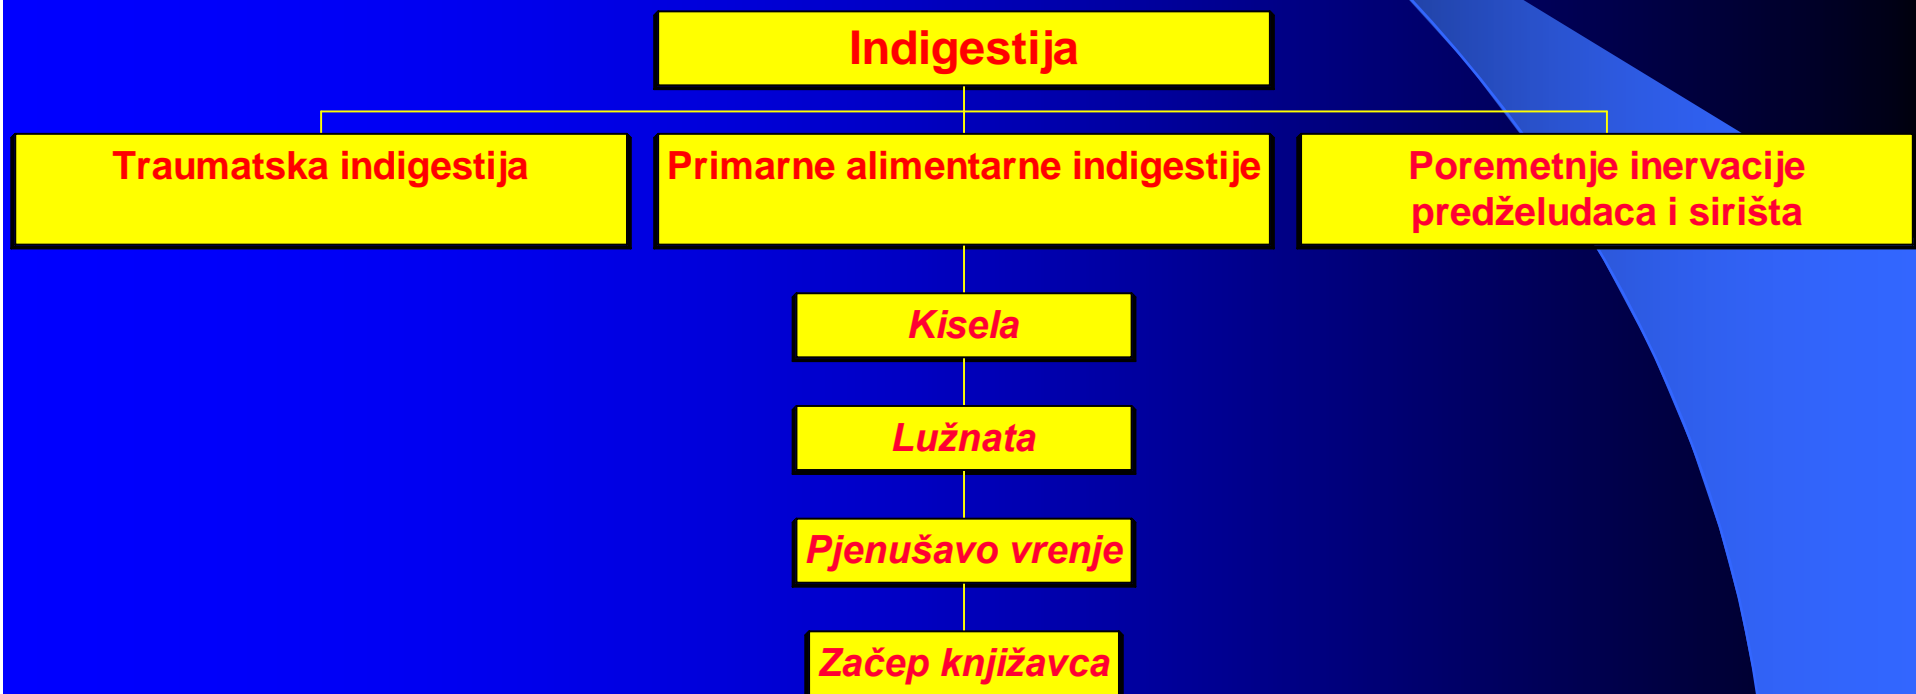 Indigestija
Traumatska indigestija
Primarne alimentarne indigestije
Poremetnje inervacije
predželudaca i sirišta
Kisela
Lužnata
Pjenušavo vrenje
Začep knjižavca